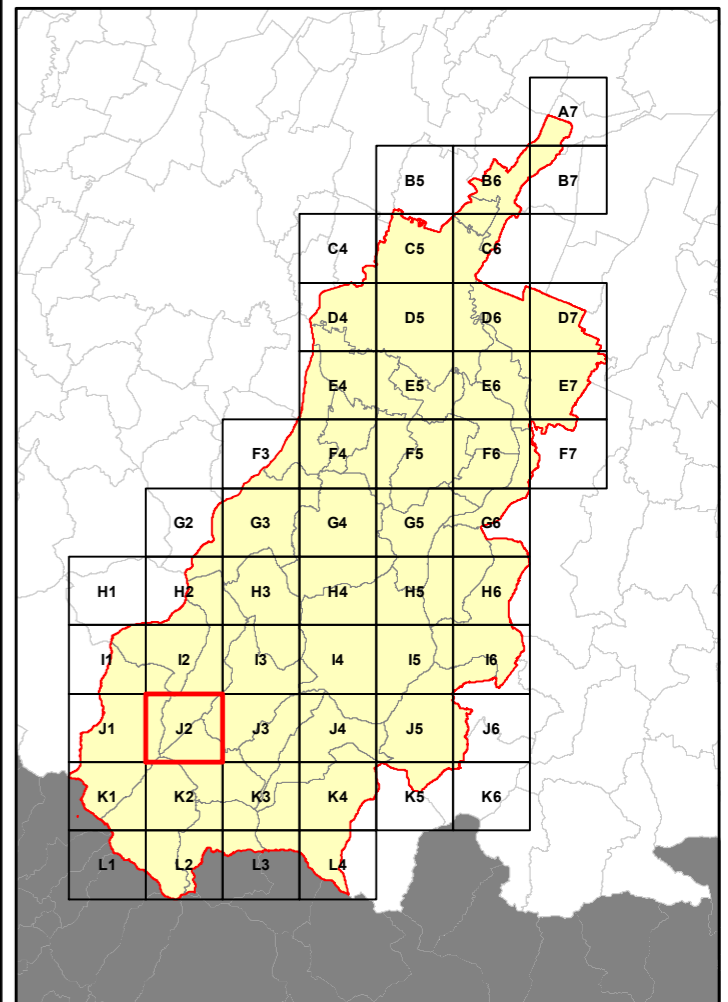 A7
B5 B6 B7
C4 C5 C6
D4 D5 D6 D7
E4 E5 E6 E7
F3 F4 F5 F6 F7
G2 G3 G4 G5 G6
H1 H2 H3 H4 H5 H6
I1 I2 I3 I4 I5 I6
J1 J2 J3 J4 J5 J6
K1 K2 K3 K4 K5 K6
L1 L2 L3 L4